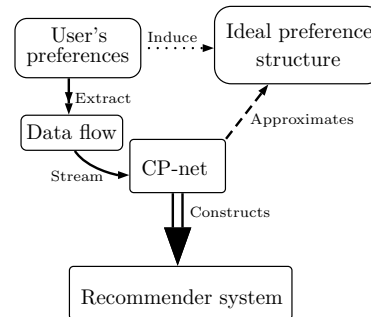 User's
preferences
Induce
Ideal preference
structure
Extract
Data flow
Approximates
Stream
CP-net
Constructs
Recommender system